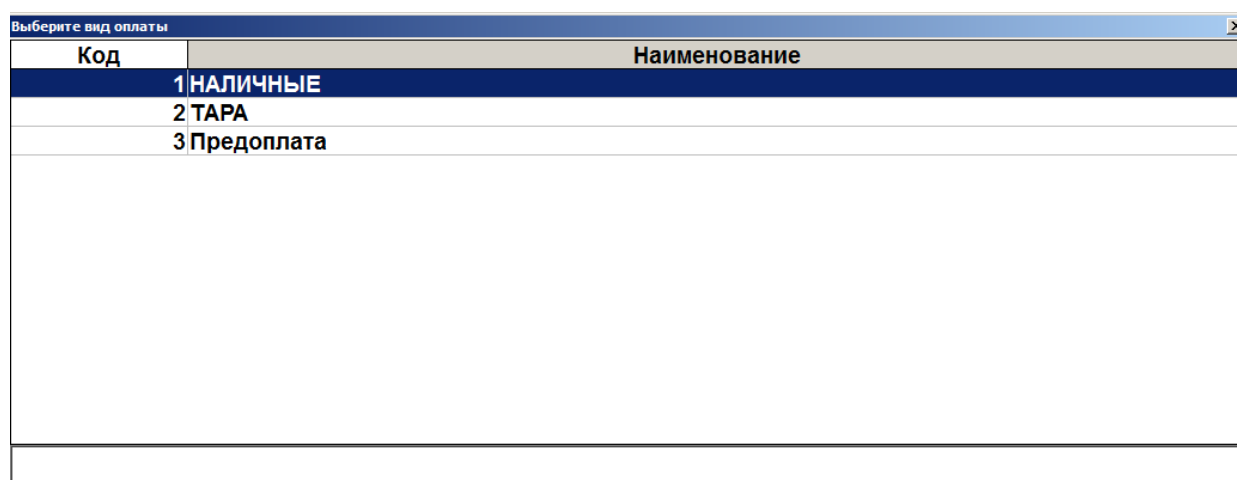 Выберите вид оплаты
Код Наименование
1 НАЛИЧНЫЕ
2 ТАРА
3 Предоплата